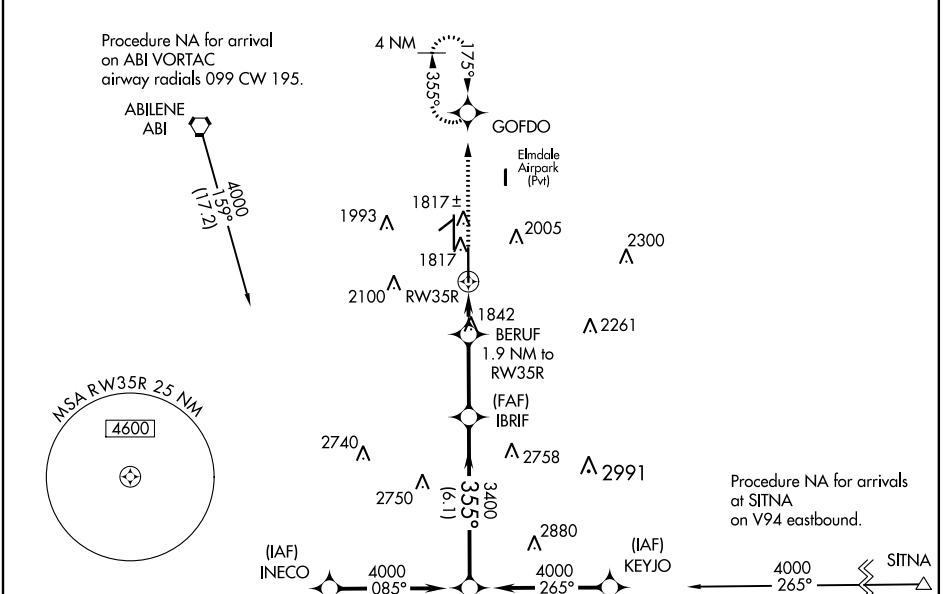 Procedure NA for arrival
on ABI VORTAC
airway radials 099 CW 195.
ABILENE
ABI
4000
159°
(17.2)
4 NM
355°
175°
GOFDO
Elmdale
Airpark
(Pvt)
1993
1817 ±
2005
1817
2300
2100
RW35R
1842
BERUF
1.9 NM to
RW35R
2261
MSA RW35R 25 NM
4600
(FAF)
IBRIF
2740
2758
2750
2991
3400
355°
(6.1)
2880
Procedure NA for arrivals
at SITNA
on V94 eastbound.
(IAF)
INECO
4000
085°
4000
265°
(IAF)
KEYJO
4000
265°
SITNA